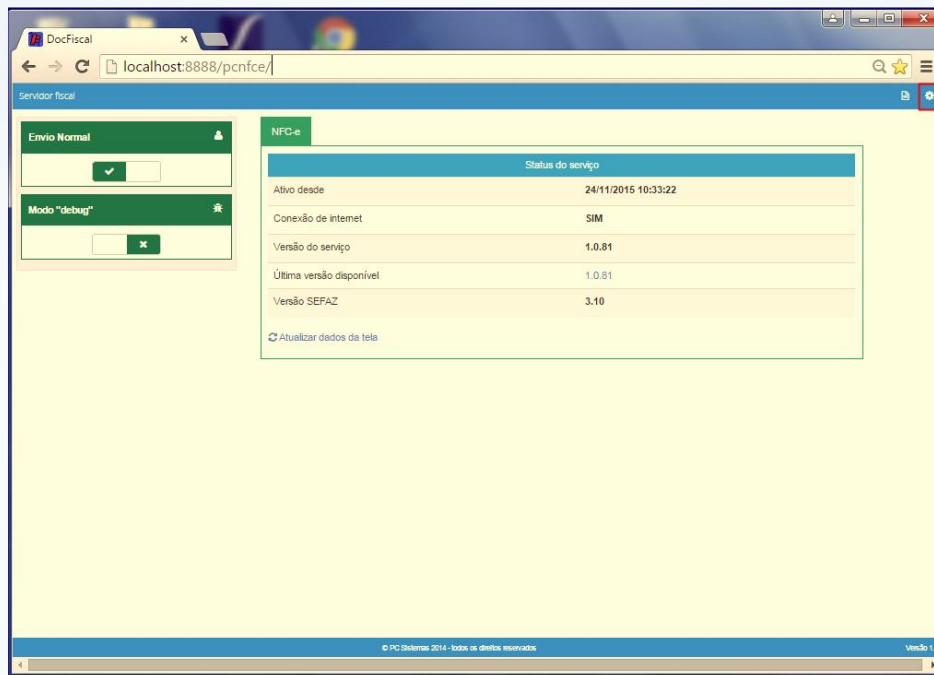 DocFiscal
localhost:8888/pcnfce/
Servidor fiscal
Envio Normal
Modo "debug"
NFC-e
Status do serviço
Ativo desde 24/11/2015 10:33:22
Conexão de internet SIM
Versão do serviço 1.0.81
Última versão disponível 1.0.81
Versão SEFAZ 3.10
Atualizar dados da tela
© PC Sistemas 2014 - todos os direitos reservados
Versão 1.